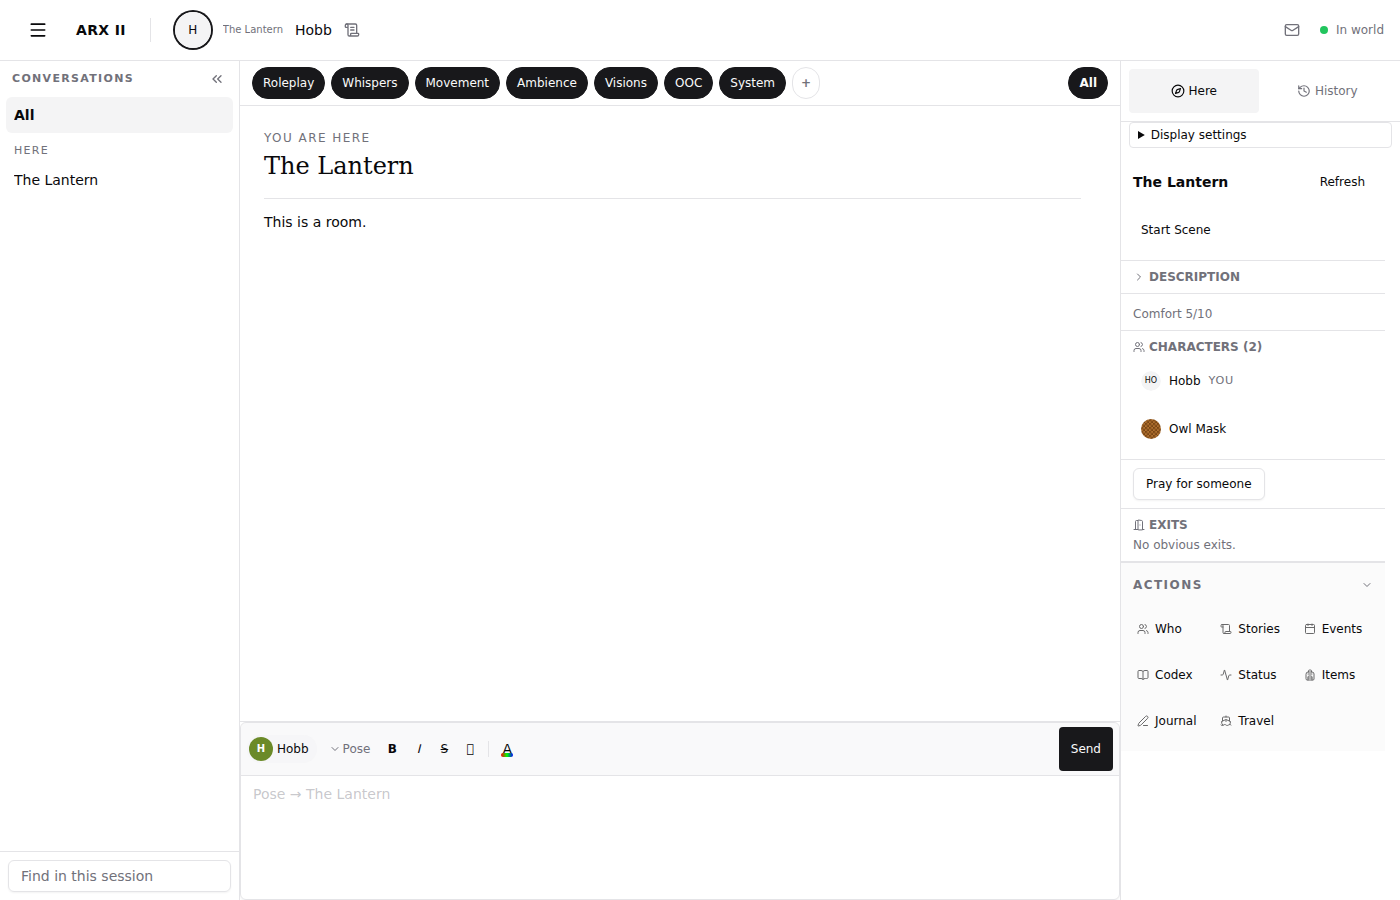 ARX II
H
The Lantern
Hobb
In world
CONVERSATIONS
All
HERE
The Lantern
Find in this session
Roleplay
Whispers
Movement
Ambience
Visions
OOC
System
+
All
YOU ARE HERE
The Lantern
This is a room.
H
Hobb
Pose
B
I
S
A
Send
Pose → The Lantern
Here
History
Display settings
The Lantern
Refresh
Start Scene
DESCRIPTION
Comfort 5/10
CHARACTERS (2)
HO
Hobb YOU
Owl Mask
Pray for someone
EXITS
No obvious exits.
ACTIONS
Who
Stories
Events
Codex
Status
Items
Journal
Travel